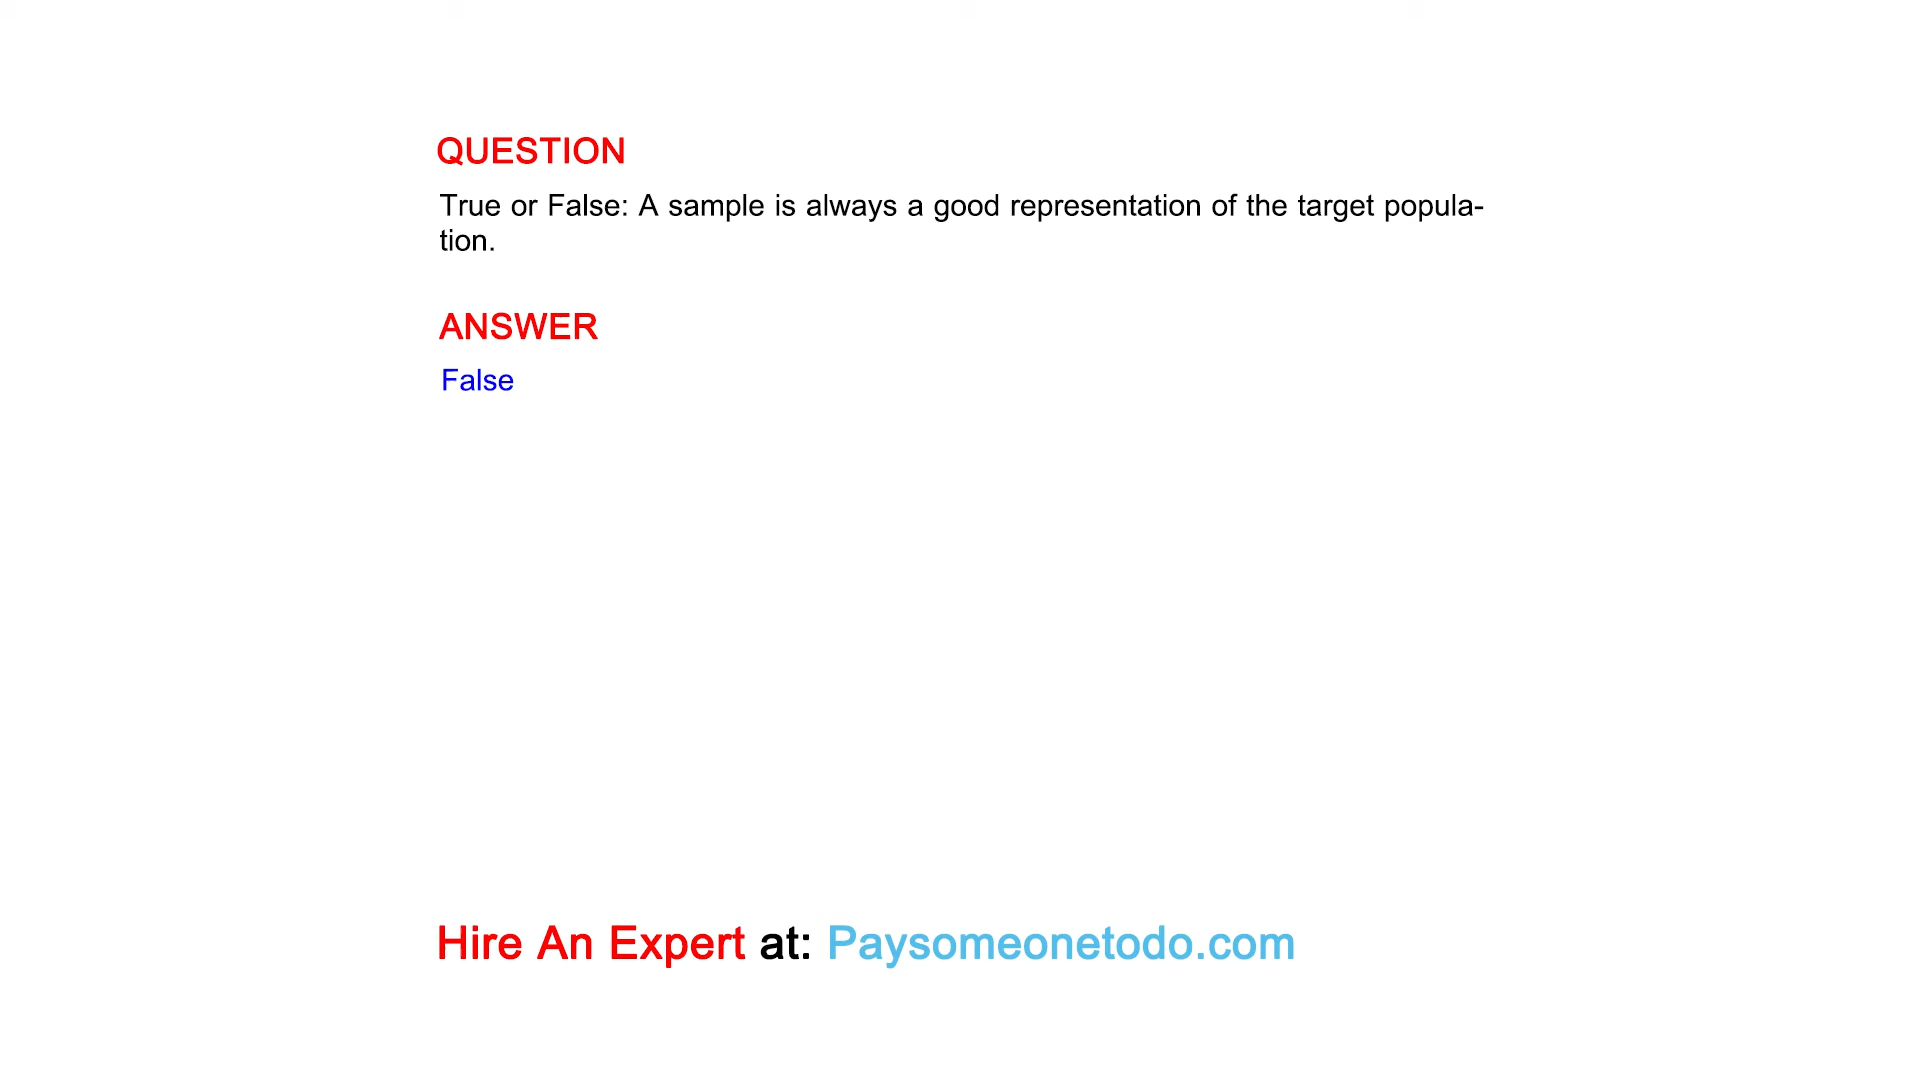 QUESTION
True or False: A sample is always a good representation of the target popula-
tion.
ANSWER
False
Hire An Expert at: Paysomeonetodo.com